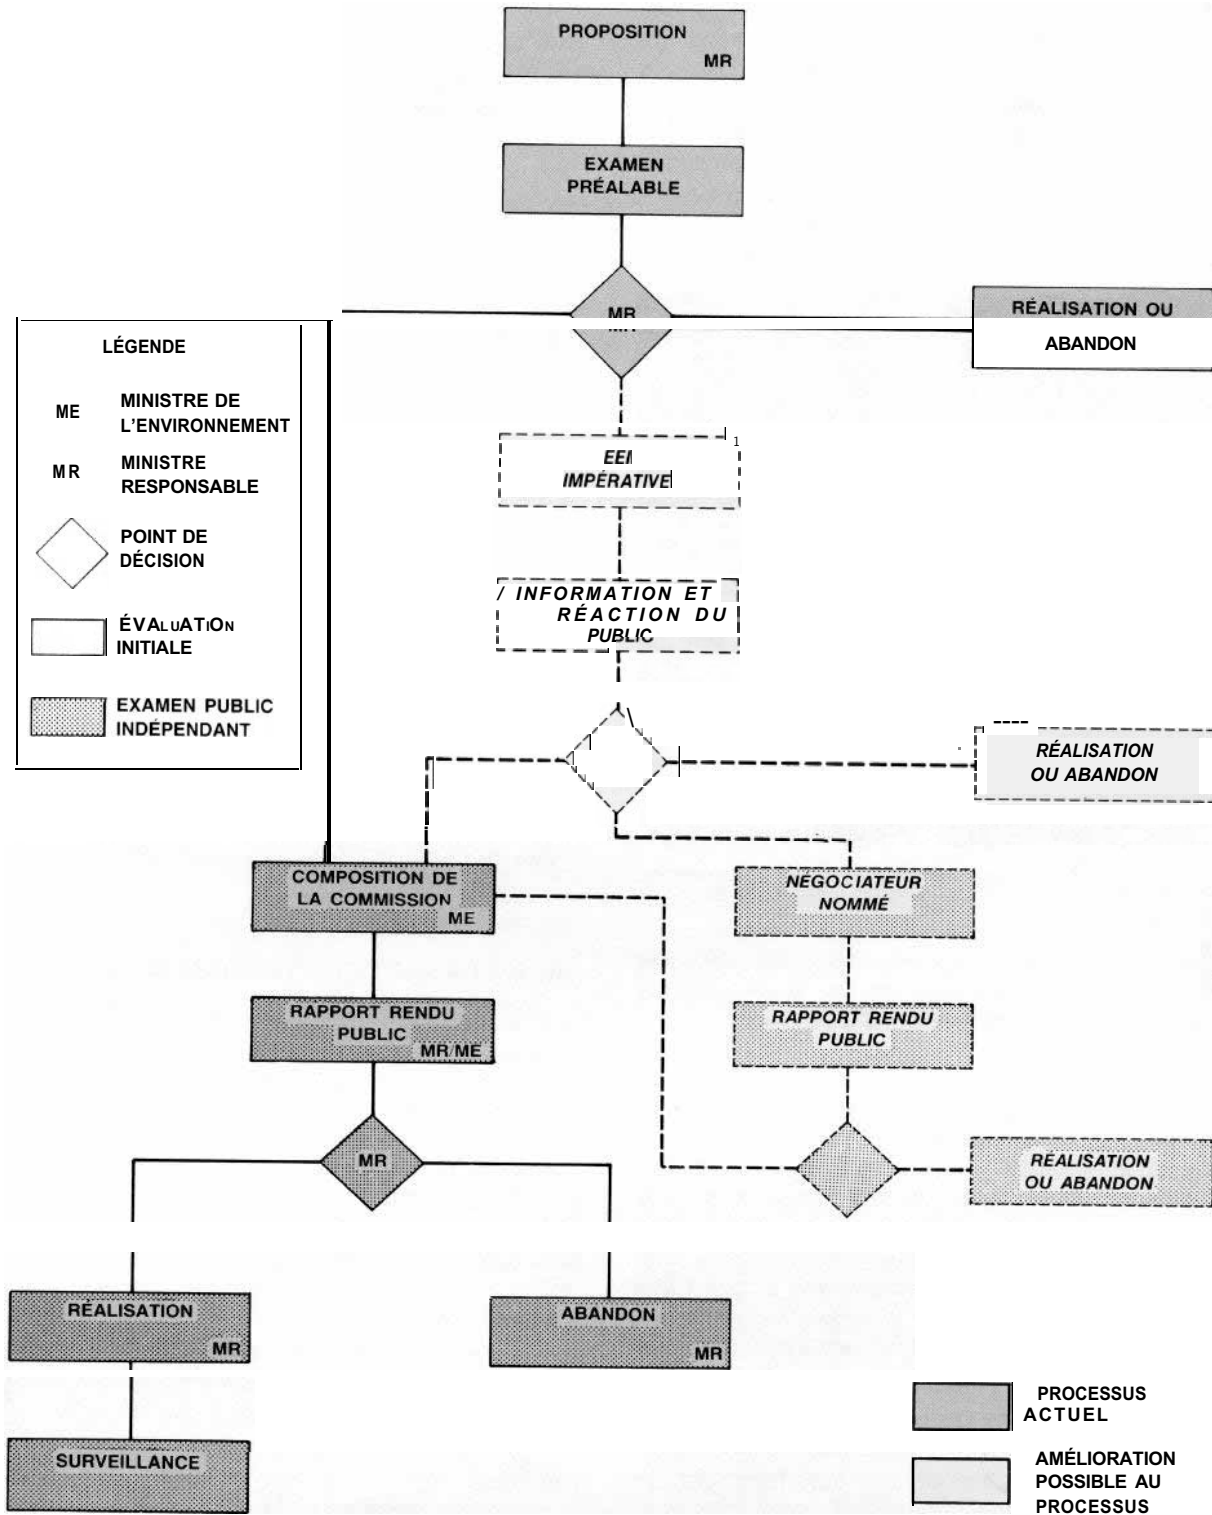 PROPOSITION
MR
EXAMEN
PRÉALABLE
MR
RÉALISATION OU
ABANDON
LÉGENDE
ME MINISTRE DE
L'ENVIRONNEMENT
MR MINISTRE
RESPONSABLE
POINT DE
DÉCISION
ÉVALUATION
INITIALE
EXAMEN PUBLIC
INDÉPENDANT
1
EEI
IMPÉRATIVE
/ INFORMATION ET
RÉACTION DU
PUBLIC
RÉALISATION
OU ABANDON
COMPOSITION DE
LA COMMISSION
ME
NÉGOCIATEUR
NOMMÉ
RAPPORT RENDU
PUBLIC
MR/ME
RAPPORT RENDU
PUBLIC
MR
RÉALISATION
OU ABANDON
RÉALISATION
MR
ABANDON
MR
SURVEILLANCE
PROCESSUS
ACTUEL
AMÉLIORATION
POSSIBLE AU
PROCESSUS